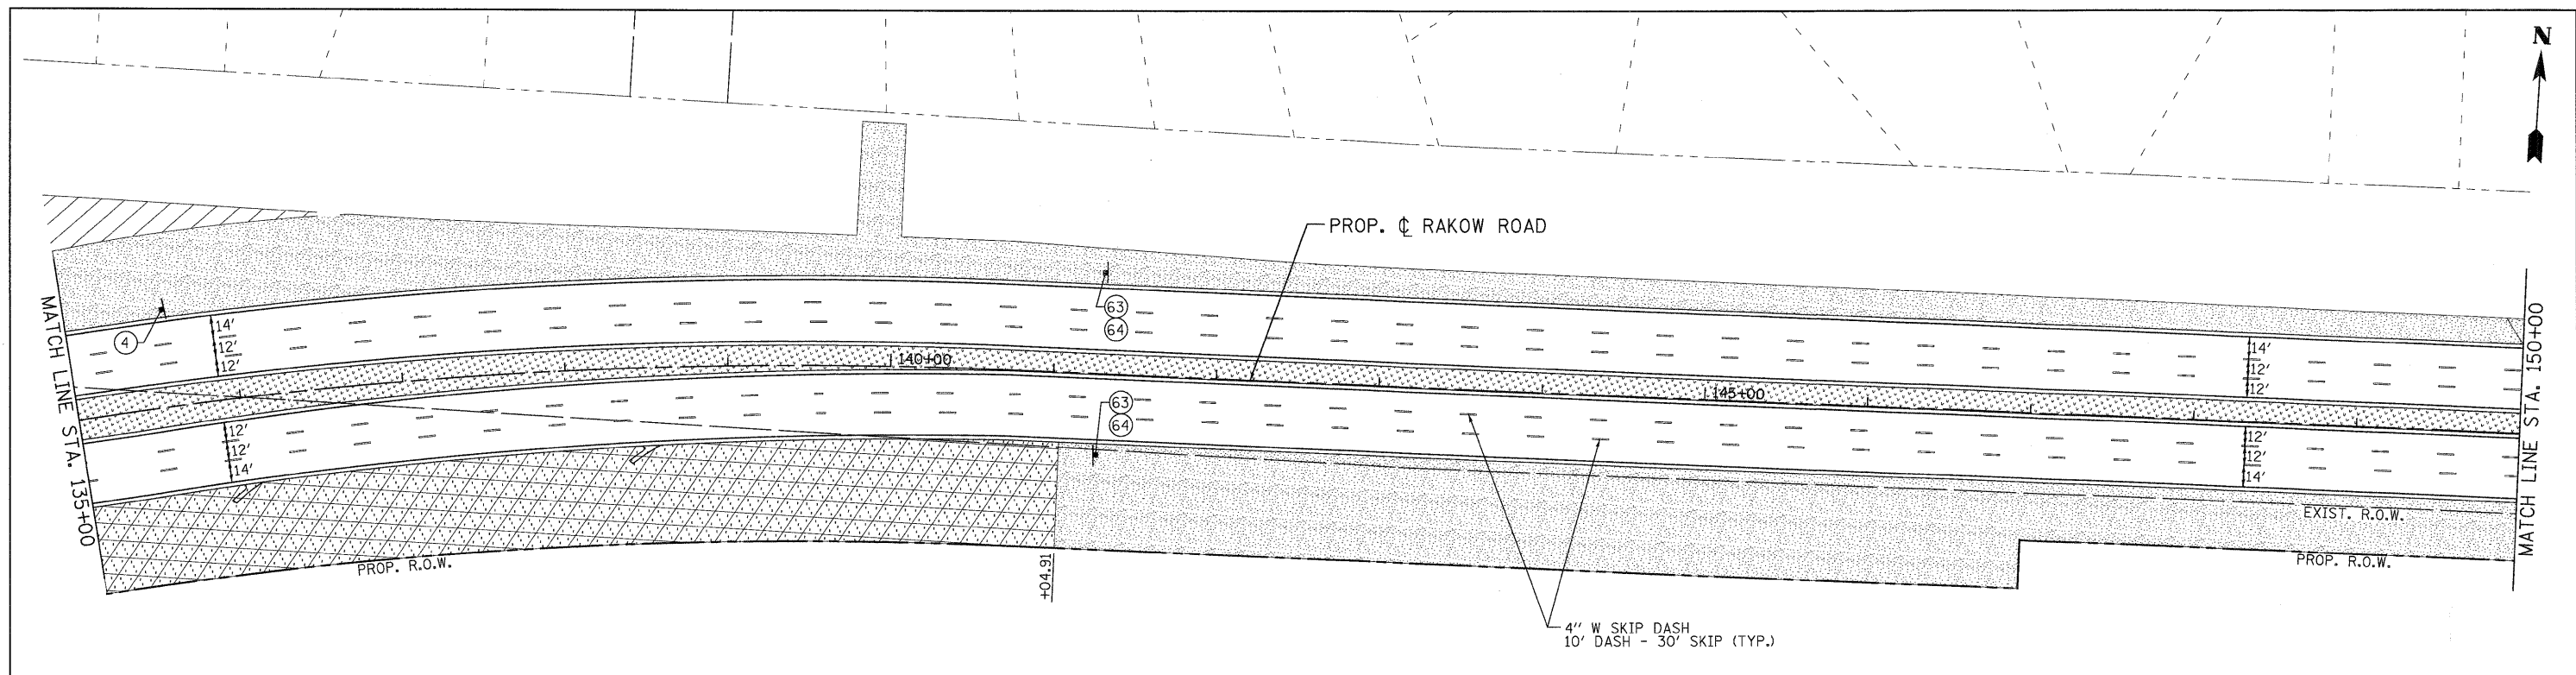 N
PROP. ℄ RAKOW ROAD
MATCH LINE STA. 135+00
MATCH LINE STA. 150+00
4
63
64
14'
12'
12'
14'
12'
12'
140+00
145+00
63
64
12'
12'
14'
12'
12'
14'
EXIST. R.O.W.
PROP. R.O.W.
PROP. R.O.W.
+04.91
4" W SKIP DASH
10' DASH - 30' SKIP (TYP.)